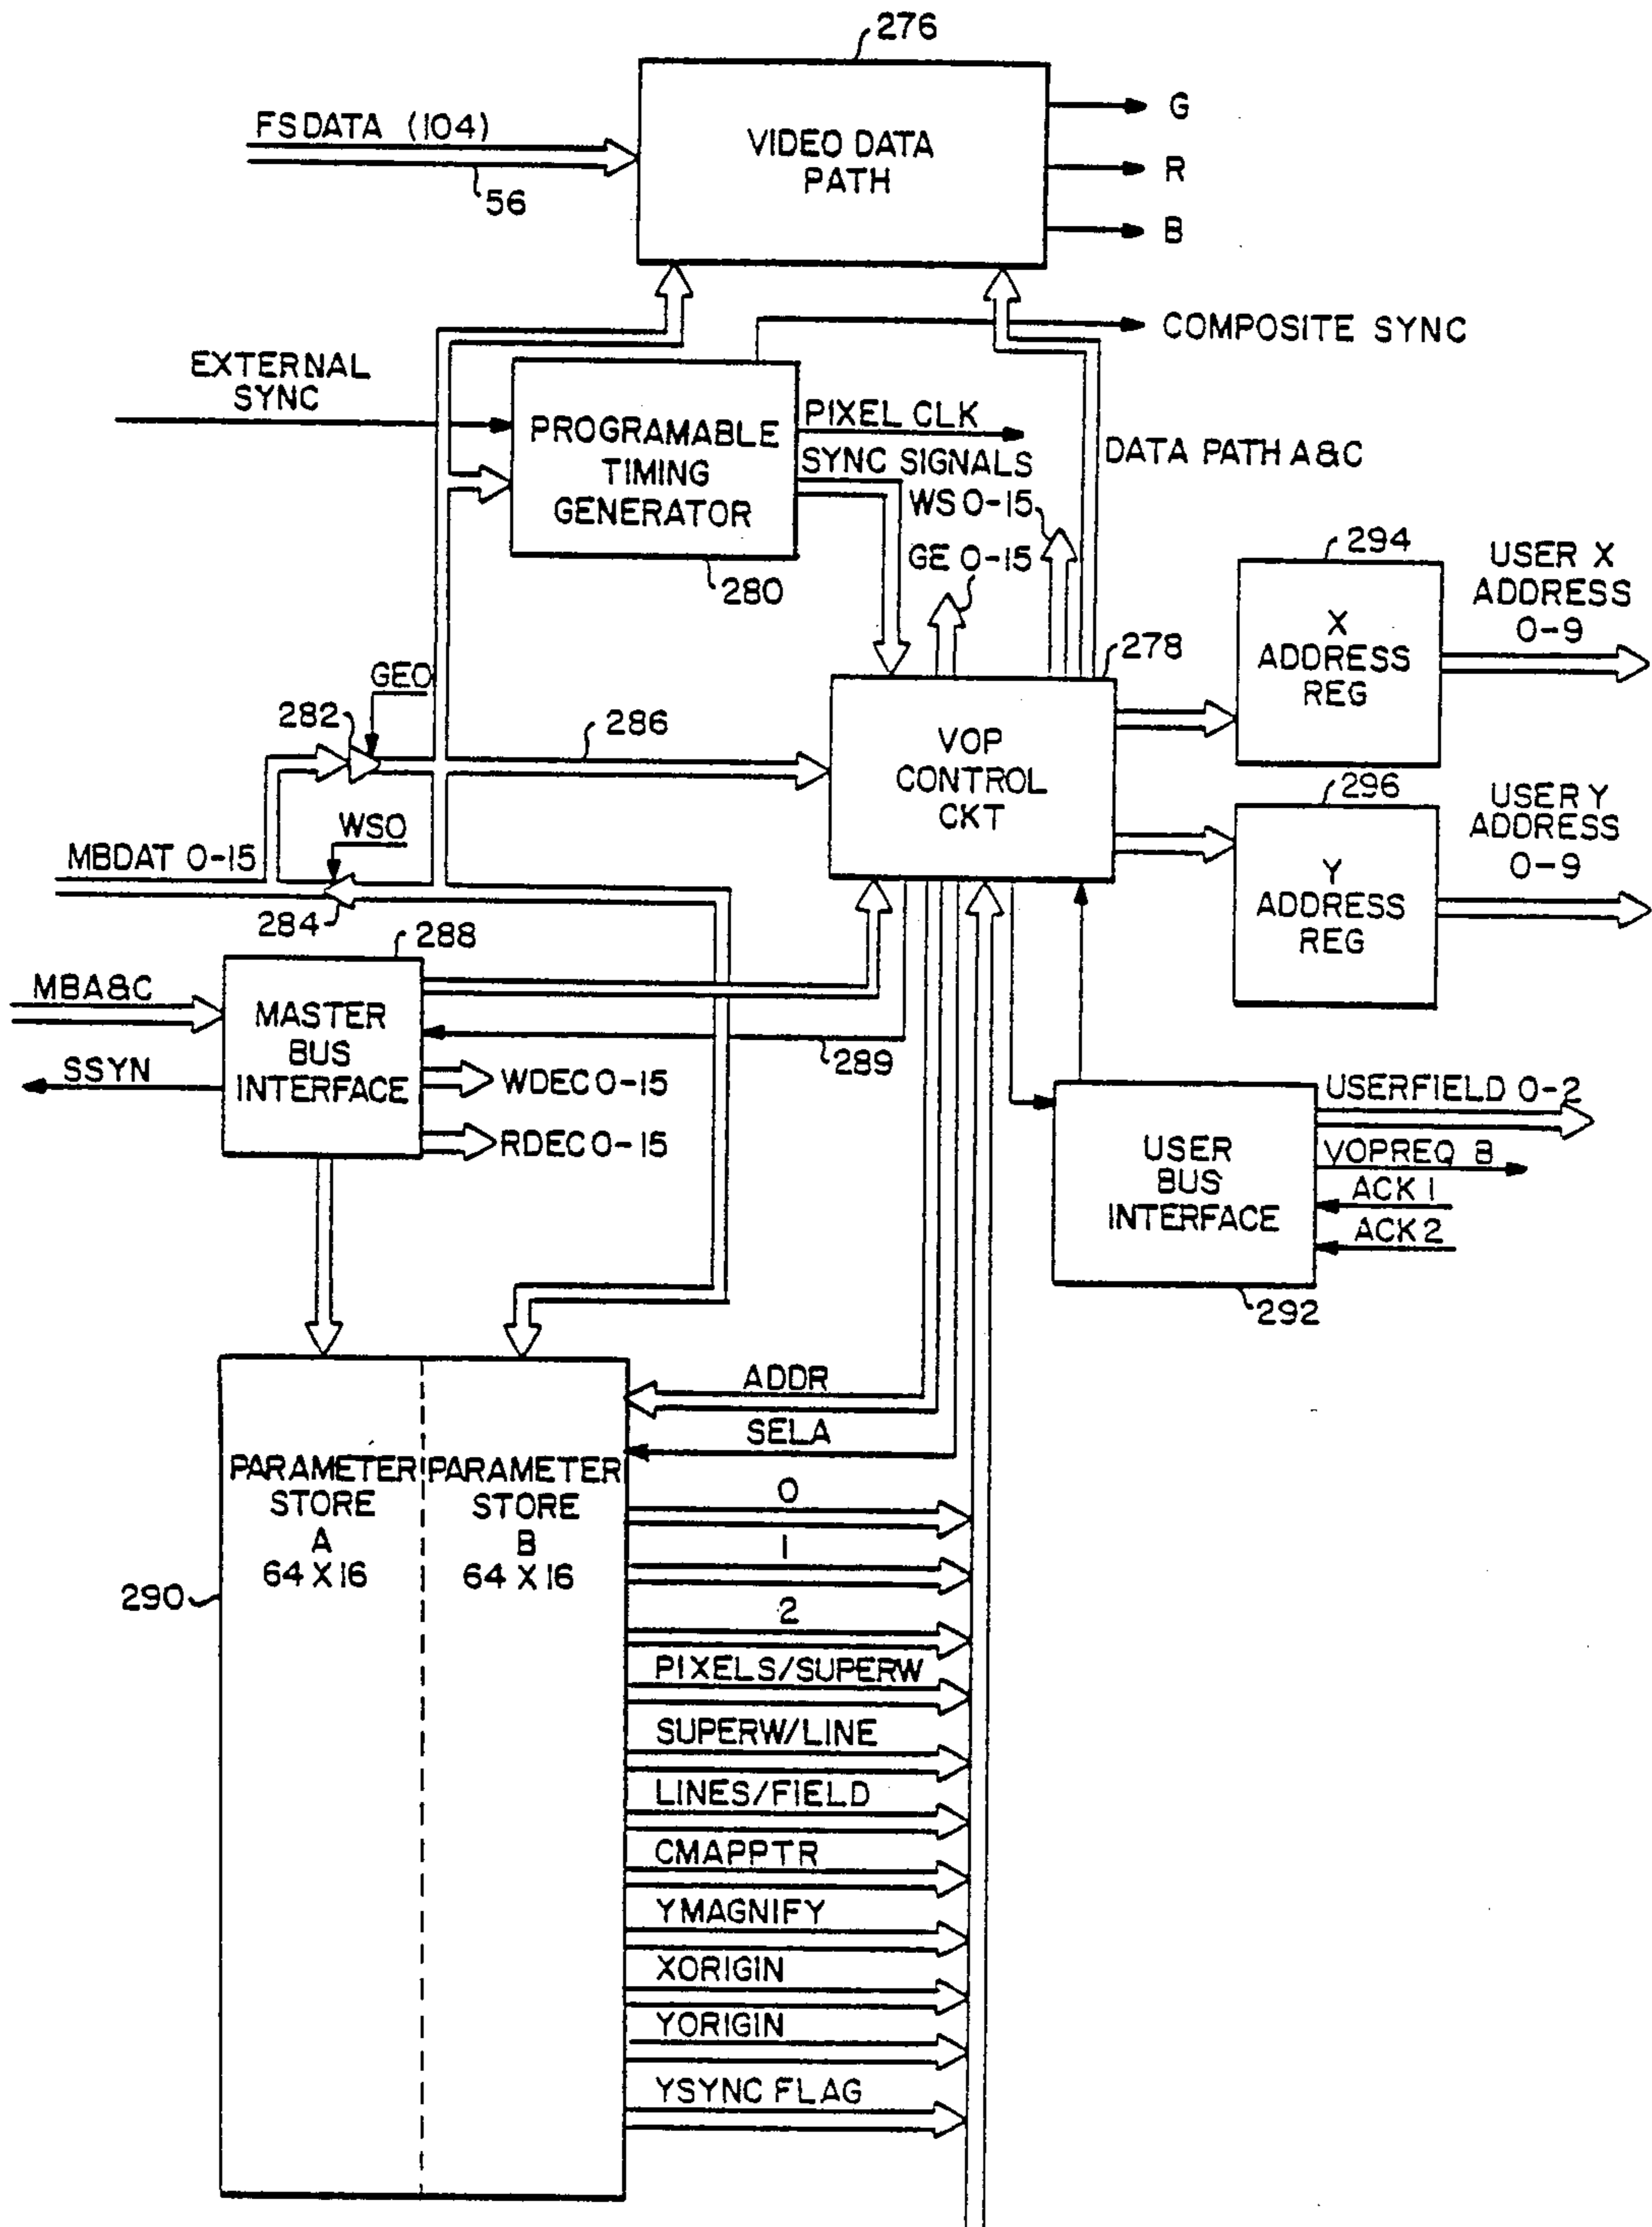 276
FSDATA (104)
56
VIDEO DATA
PATH
G
R
B
COMPOSITE SYNC
EXTERNAL
SYNC
PROGRAMABLE
TIMING
GENERATOR
280
PIXEL CLK
SYNC SIGNALS
WS 0-15
GE 0-15
DATA PATH A&C
294
X
ADDRESS
REG
USER X
ADDRESS
0-9
278
GEO
282
286
VOP
CONTROL
CKT
296
Y
ADDRESS
REG
USER Y
ADDRESS
0-9
WSO
MBDAT 0-15
284
288
MBA&C
SSYN
MASTER
BUS
INTERFACE
WDEC 0-15
RDEC 0-15
289
USER
BUS
INTERFACE
USERFIELD 0-2
VOPREQ 8
ACK 1
ACK 2
292
ADDR
SELA
PARAMETER
STORE
A
64 X 16
PARAMETER
STORE
B
64 X 16
290
0
1
2
PIXELS/SUPERW
SUPERW/LINE
LINES/FIELD
CMAPPTR
YMAGNIFY
XORIGIN
YORIGIN
YSYNC FLAG